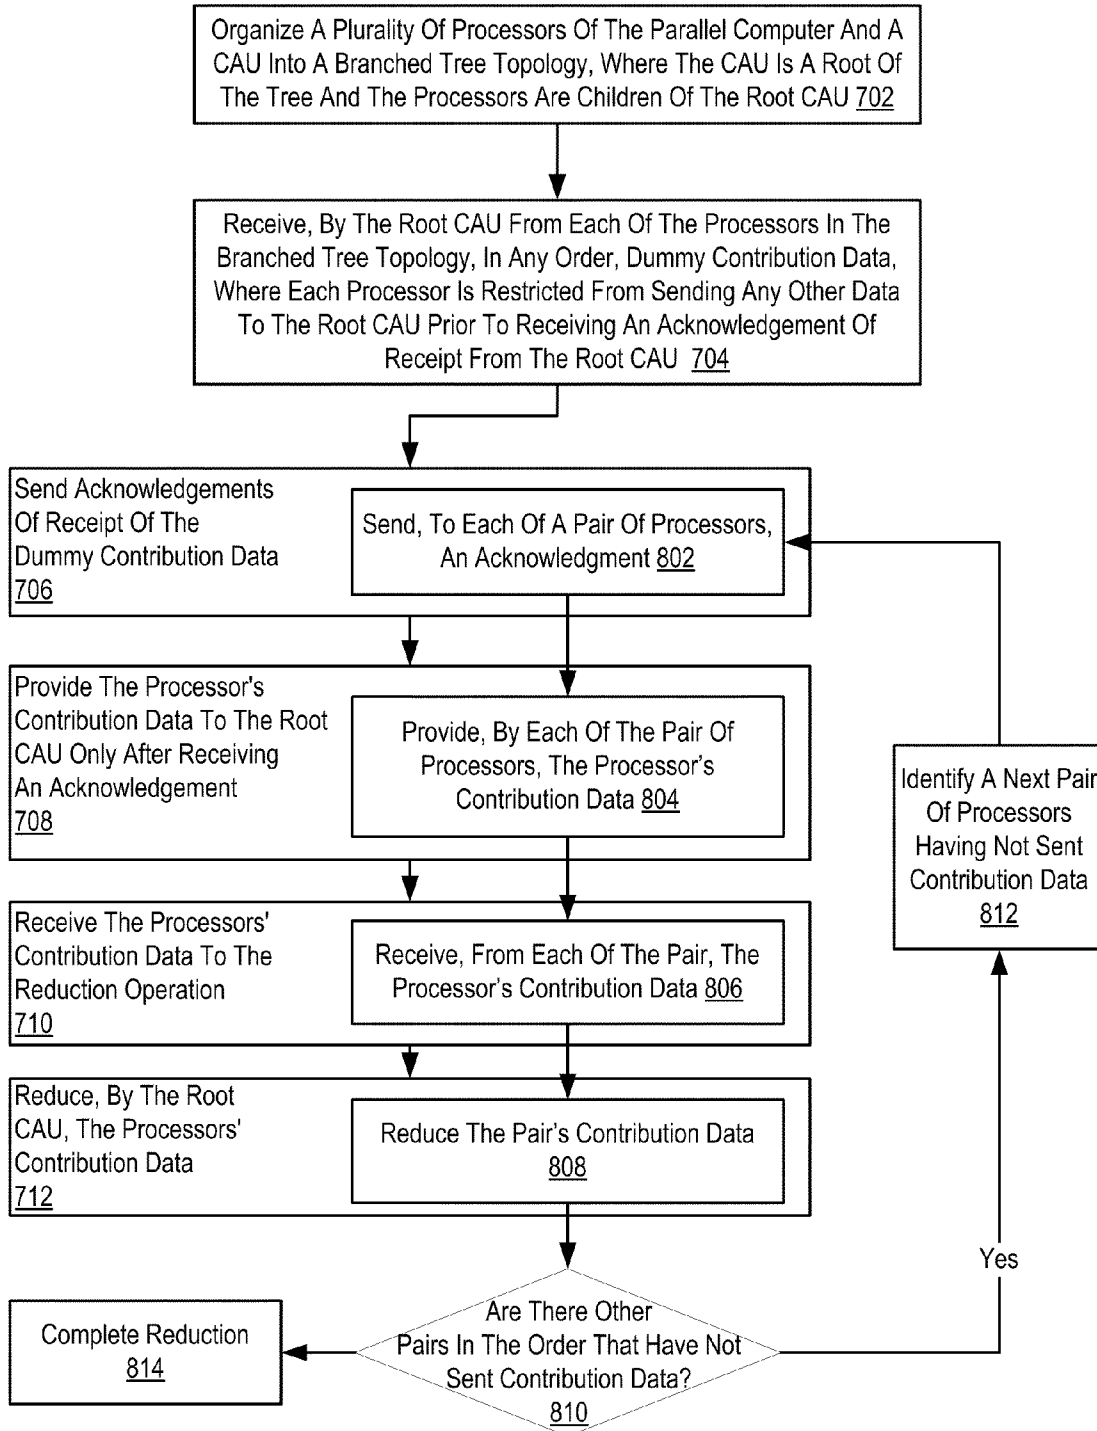 Organize A Plurality Of Processors Of The Parallel Computer And A
CAU Into A Branched Tree Topology, Where The CAU Is A Root Of
The Tree And The Processors Are Children Of The Root CAU 702
Receive, By The Root CAU From Each Of The Processors In The
Branched Tree Topology, In Any Order, Dummy Contribution Data,
Where Each Processor Is Restricted From Sending Any Other Data
To The Root CAU Prior To Receiving An Acknowledgement Of
Receipt From The Root CAU 704
Send Acknowledgements
Of Receipt Of The
Dummy Contribution Data
706
Send, To Each Of A Pair Of Processors,
An Acknowledgment 802
Provide The Processor's
Contribution Data To The Root
CAU Only After Receiving
An Acknowledgement
708
Provide, By Each Of The Pair Of
Processors, The Processor's
Contribution Data 804
Identify A Next Pair
Of Processors
Having Not Sent
Contribution Data
812
Receive The Processors'
Contribution Data To The
Reduction Operation
710
Receive, From Each Of The Pair, The
Processor's Contribution Data 806
Reduce, By The Root
CAU, The Processors'
Contribution Data
712
Reduce The Pair's Contribution Data
808
Yes
Are There Other
Pairs In The Order That Have Not
Sent Contribution Data?
810
Complete Reduction
814